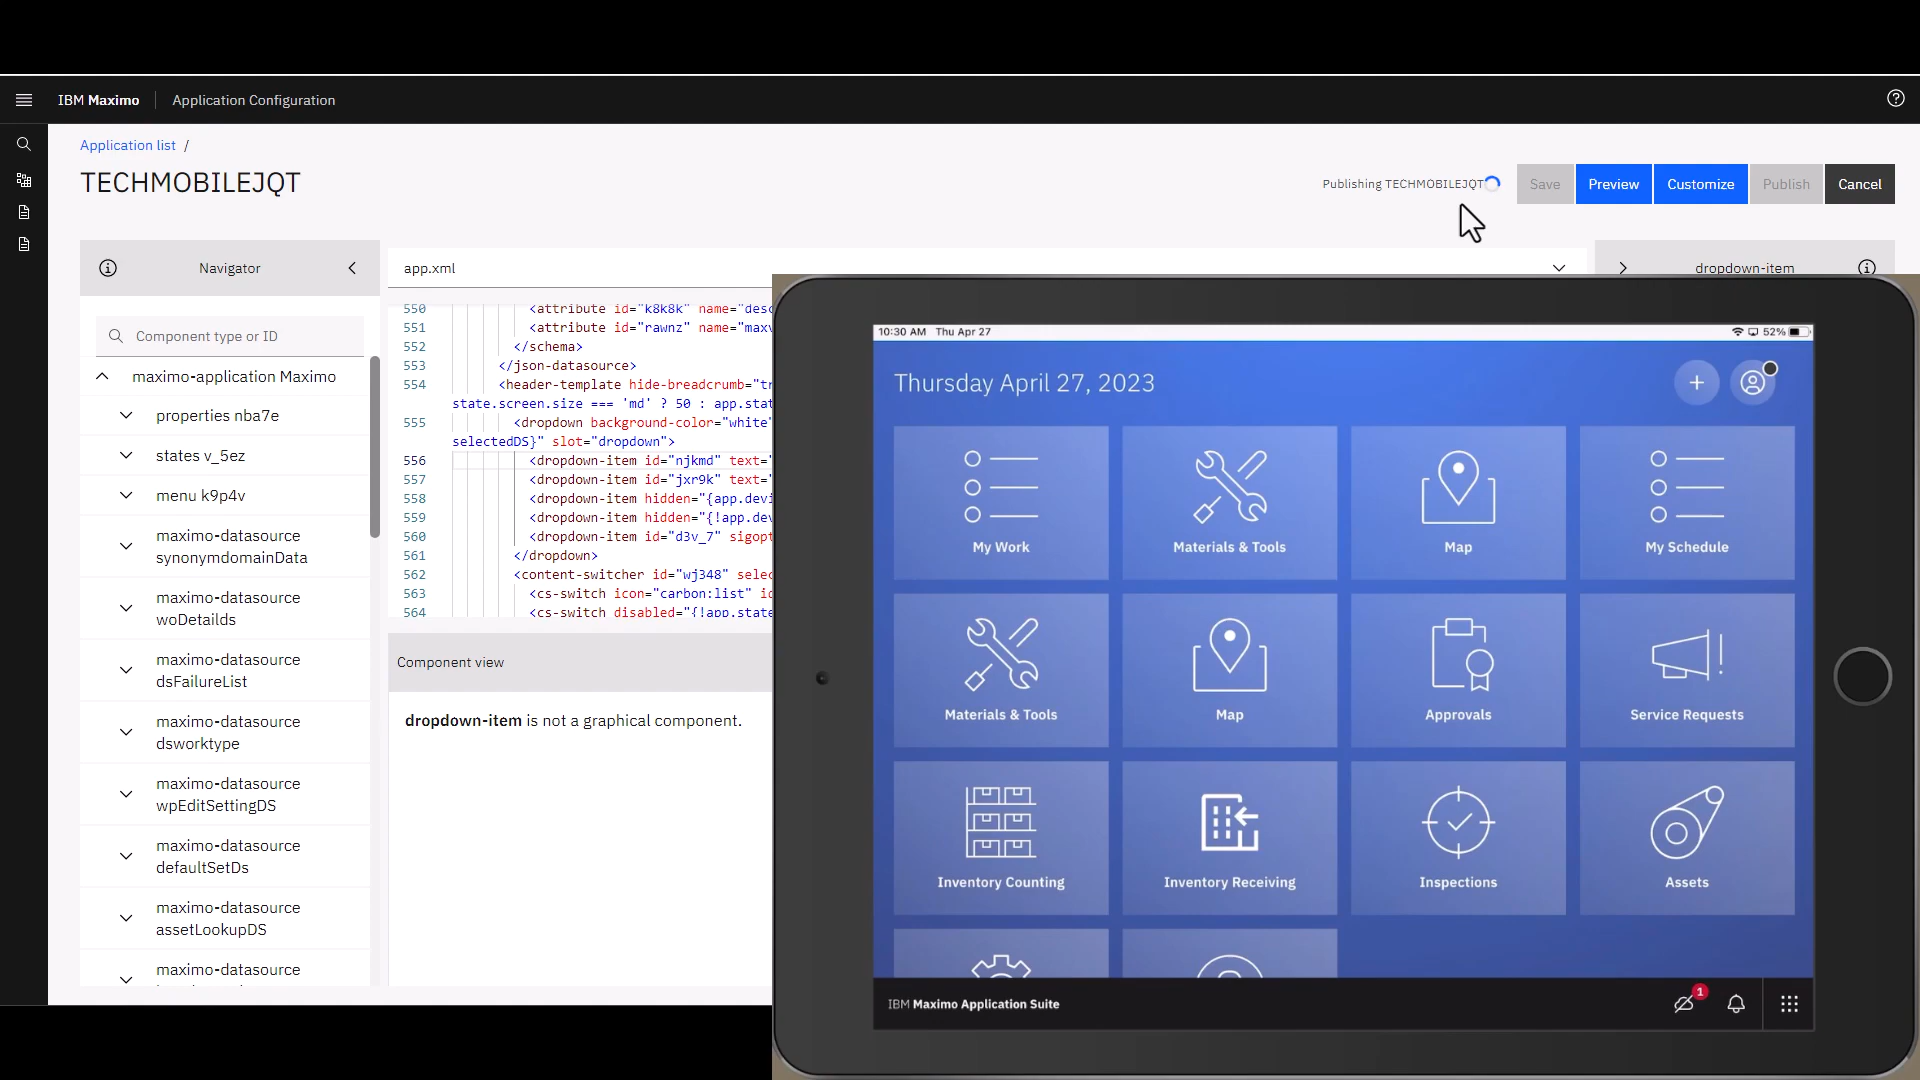 IBM Maximo
Application Configuration
Application list /
TECHMOBILEJQT
Publishing TECHMOBILEJQT
Save
Preview
Customize
Publish
Cancel
Navigator
app.xml
dropdown-item
Component type or ID
maximo-application Maximo
properties nba7e
states v_5ez
menu k9p4v
maximo-datasource
synonymdomainData
maximo-datasource
woDetailds
maximo-datasource
dsFailureList
maximo-datasource
dsworktype
maximo-datasource
wpEditSettingDS
maximo-datasource
defaultSetDs
maximo-datasource
assetLookupDS
maximo-datasource
550 <attribute id="k8k8k" name="desc
551 <attribute id="rawnz" name="maxv
552 </schema>
553 </json-datasource>
554 <header-template hide-breadcrumb="tr
state.screen.size === 'md' ? 50 : app.stat
555 <dropdown background-color="white"
selectedDS}" slot="dropdown">
556 <dropdown-item id="njkmd" text="
557 <dropdown-item id="jxr9k" text="
558 <dropdown-item hidden="{app.devi
559 <dropdown-item hidden="{!app.dev
560 <dropdown-item id="d3v_7" sigopt
561 </dropdown>
562 <content-switcher id="wj348" selec
563 <cs-switch icon="carbon:list" id
564 <cs-switch disabled="{!app.state
Component view
dropdown-item is not a graphical component.
10:30 AM Thu Apr 27
52%
Thursday April 27, 2023
My Work
Materials & Tools
Map
My Schedule
Materials & Tools
Map
Approvals
Service Requests
Inventory Counting
Inventory Receiving
Inspections
Assets
IBM Maximo Application Suite
1